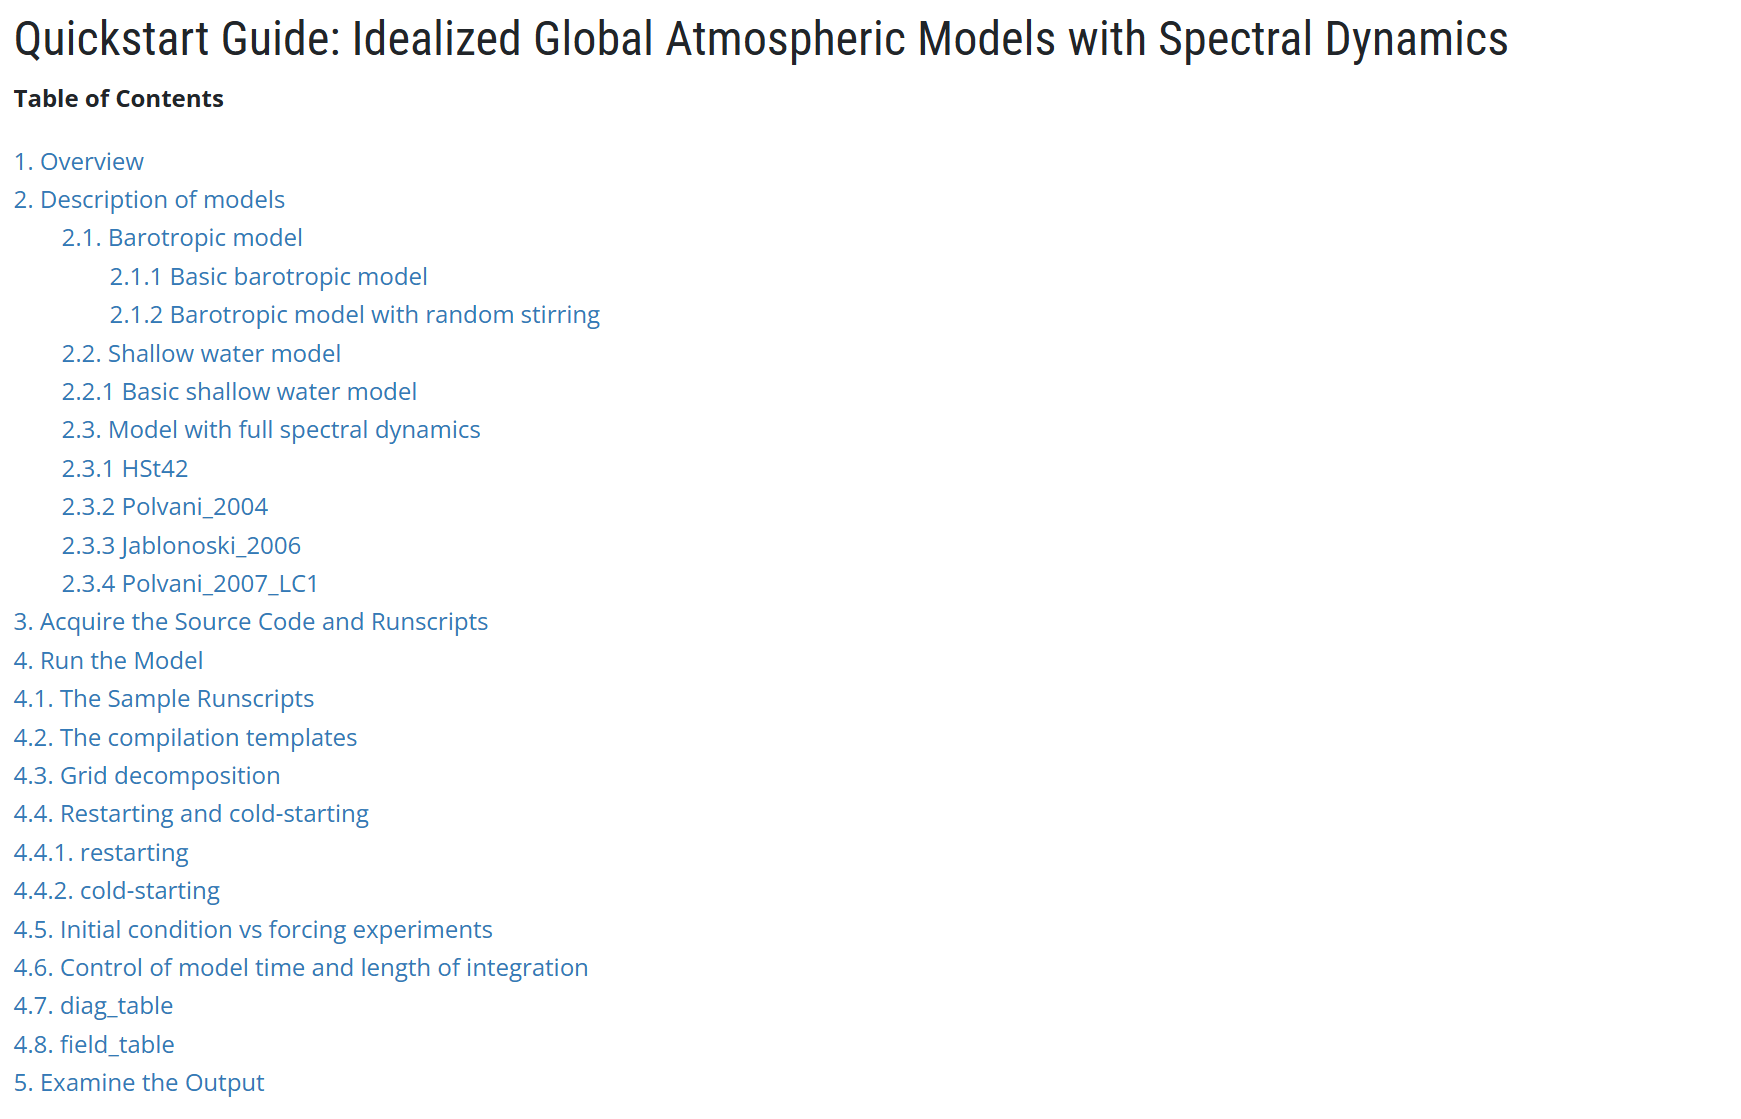 Quickstart Guide: Idealized Global Atmospheric Models with Spectral Dynamics
Table of Contents
1. Overview
2. Description of models
2.1. Barotropic model
2.1.1 Basic barotropic model
2.1.2 Barotropic model with random stirring
2.2. Shallow water model
2.2.1 Basic shallow water model
2.3. Model with full spectral dynamics
2.3.1 HSt42
2.3.2 Polvani_2004
2.3.3 Jablonoski_2006
2.3.4 Polvani_2007_LC1
3. Acquire the Source Code and Runscripts
4. Run the Model
4.1. The Sample Runscripts
4.2. The compilation templates
4.3. Grid decomposition
4.4. Restarting and cold-starting
4.4.1. restarting
4.4.2. cold-starting
4.5. Initial condition vs forcing experiments
4.6. Control of model time and length of integration
4.7. diag_table
4.8. field_table
5. Examine the Output